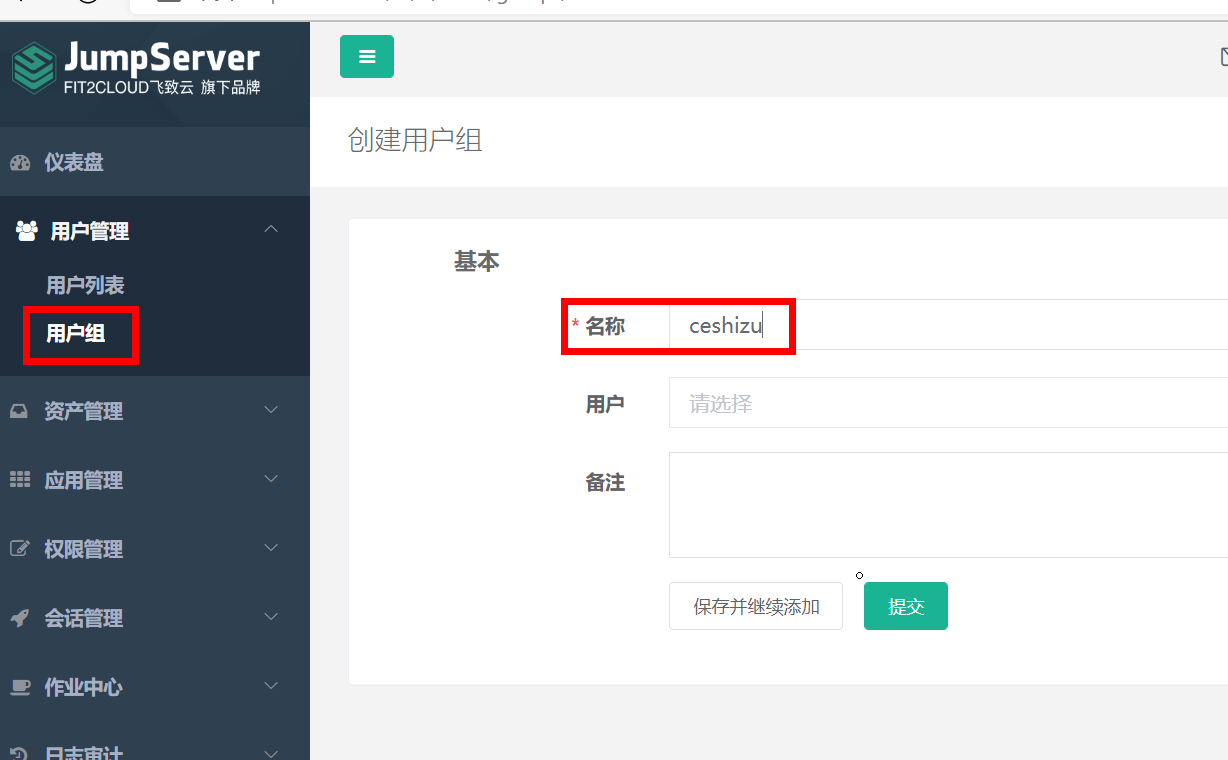 JumpServer
FIT2CLOUD飞致云 旗下品牌
仪表盘
用户管理
用户列表
用户组
资产管理
应用管理
权限管理
会话管理
作业中心
日志审计
创建用户组
基本
* 名称 ceshizu
用户 请选择
备注
保存并继续添加 提交